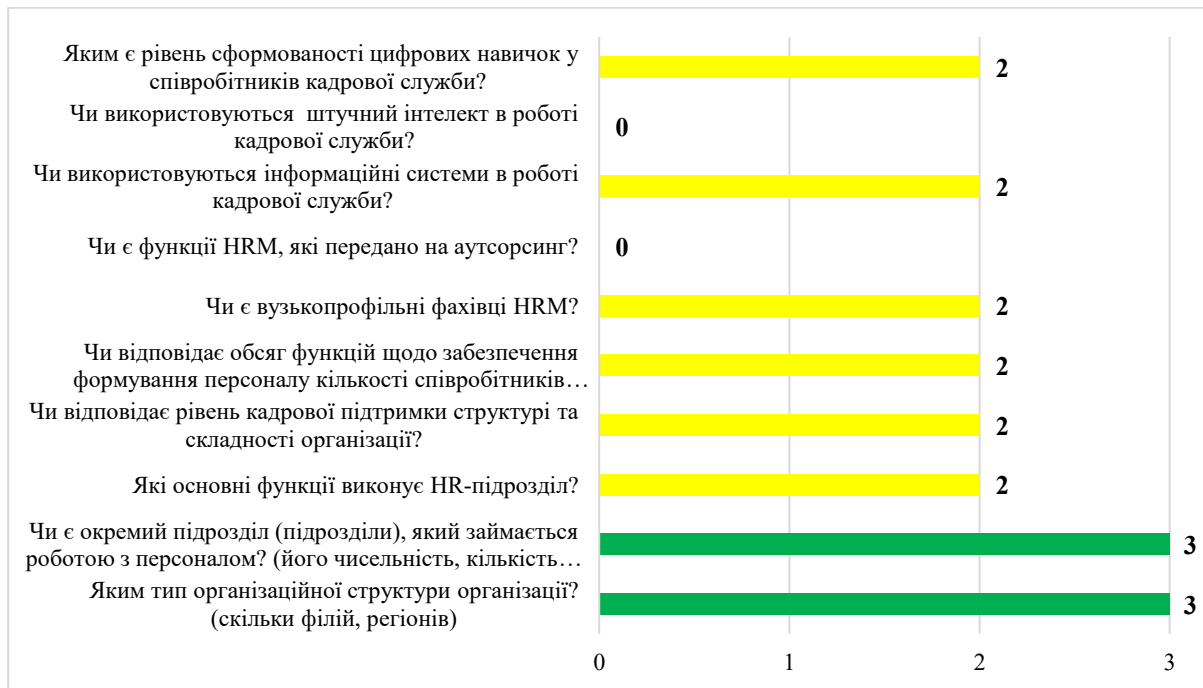 Яким є рівень сформованості цифрових навичок у
співробітників кадрової служби?
2
Чи використовуються штучний інтелект в роботі
кадрової служби?
0
Чи використовуються інформаційні системи в роботі
кадрової служби?
2
Чи є функції HRM, які передано на аутсорсинг?
0
Чи є вузькопрофільні фахівці HRM?
2
Чи відповідає обсяг функцій щодо забезпечення
формування персоналу кількості співробітників…
2
Чи відповідає рівень кадрової підтримки структурі та
складності організації?
2
Які основні функції виконує HR-підрозділ?
2
Чи є окремий підрозділ (підрозділи), який займається
роботою з персоналом? (його чисельність, кількість…
3
Яким тип організаційної структури організації?
(скільки філій, регіонів)
3
0 1 2 3